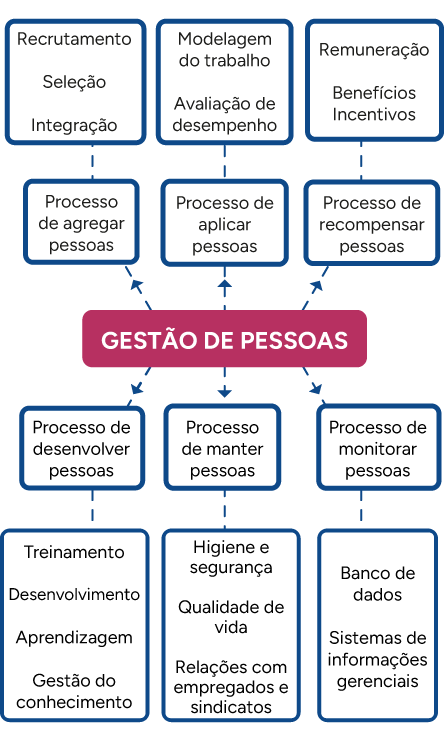 Recrutamento
Seleção
Integração
Modelagem
do trabalho
Avaliação de
desempenho
Remuneração
Benefícios
Incentivos
Processo
de agregar
pessoas
Processo de
aplicar
pessoas
Processo de
recompensar
pessoas
GESTÃO DE PESSOAS
Processo de
desenvolver
pessoas
Processo
de manter
pessoas
Processo de
monitorar
pessoas
Treinamento
Desenvolvimento
Aprendizagem
Gestão do
conhecimento
Higiene e
segurança
Qualidade de
vida
Relações com
empregados e
sindicatos
Banco de
dados
Sistemas de
informações
gerenciais